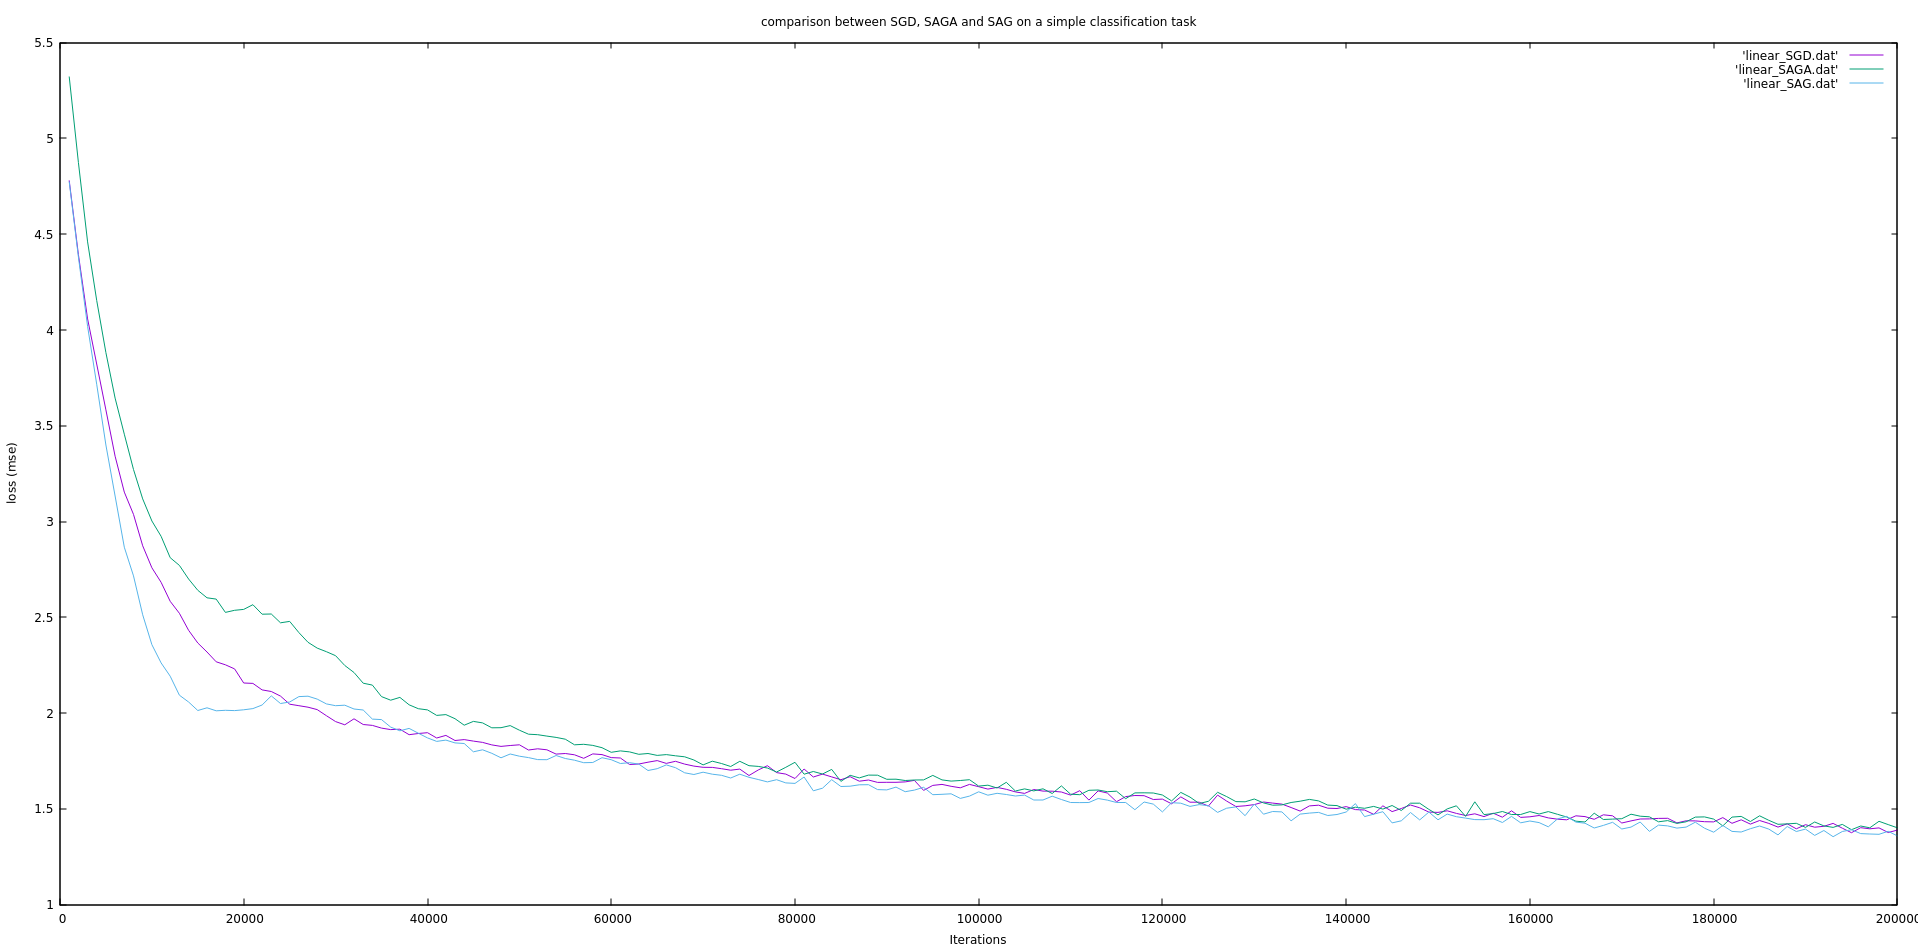 comparison between SGD, SAGA and SAG on a simple classification task
5.5
'linear_SGD.dat'
'linear_SAGA.dat'
'linear_SAG.dat'
5
4.5
4
3.5
loss (mse)
3
2.5
2
1.5
1
0 20000 40000 60000 80000 100000 120000 140000 160000 180000 200000
Iterations